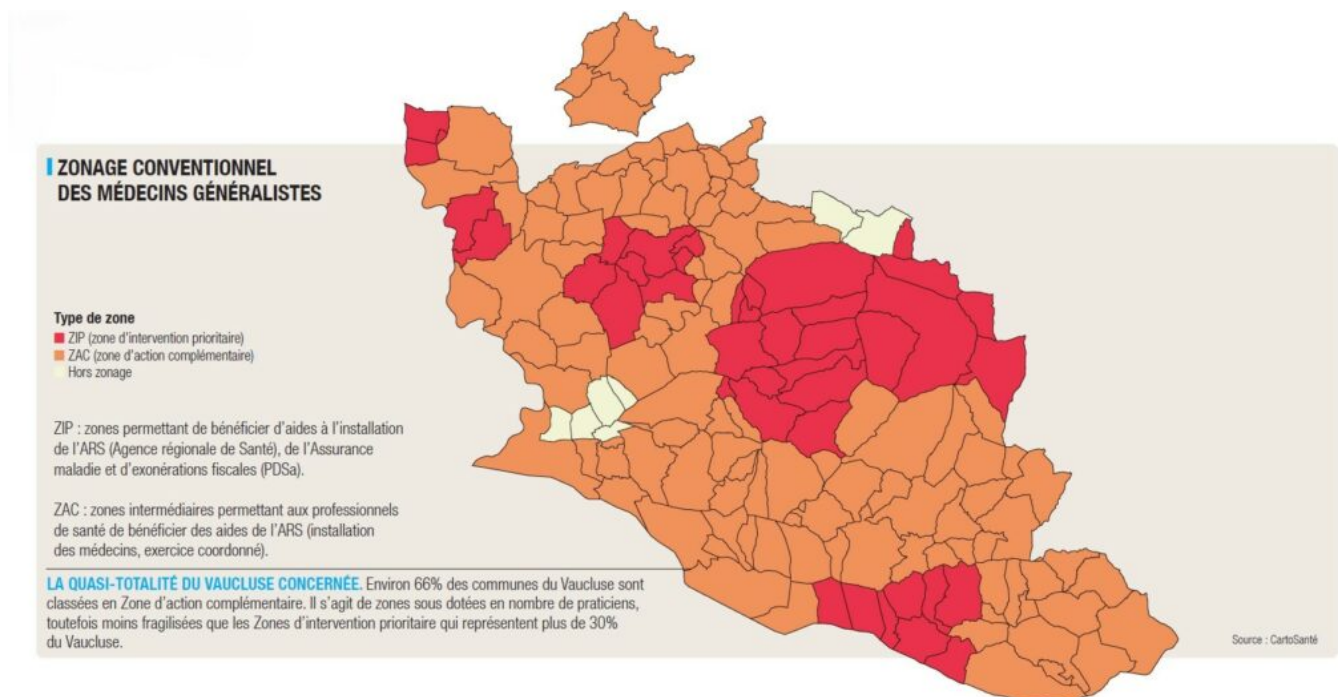 ZONAGE CONVENTIONNEL
DES MÉDECINS GÉNÉRALISTES
Type de zone
ZIP (zone d'intervention prioritaire)
ZAC (zone d'action complémentaire)
Hors zonage
ZIP : zones permettant de bénéficier d'aides à l'installation
de l'ARS (Agence régionale de Santé), de l'Assurance
maladie et d'exonérations fiscales (PDSa).
ZAC : zones intermédiaires permettant aux professionnels
de santé de bénéficier des aides de l'ARS (installation
des médecins, exercice coordonné).
LA QUASI-TOTALITÉ DU VAUCLUSE CONCERNÉE. Environ 66% des communes du Vaucluse sont
classées en Zone d'action complémentaire. Il s'agit de zones sous dotées en nombre de praticiens,
toutefois moins fragilisées que les Zones d'intervention prioritaire qui représentent plus de 30%
du Vaucluse.
Source : CartoSanté